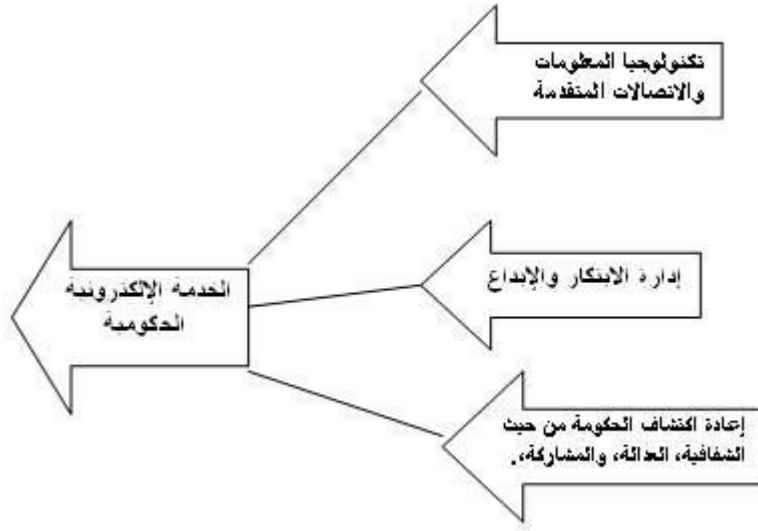 تكنولوجيا المعلومات
والاتصالات المتقدمة
إدارة الابتكار والإبداع
الخدمة الإلكترونية
الحكومية
إعادة اكتشاف الحكومة من حيث
الشفافية، العدالة، والمشاركة،.